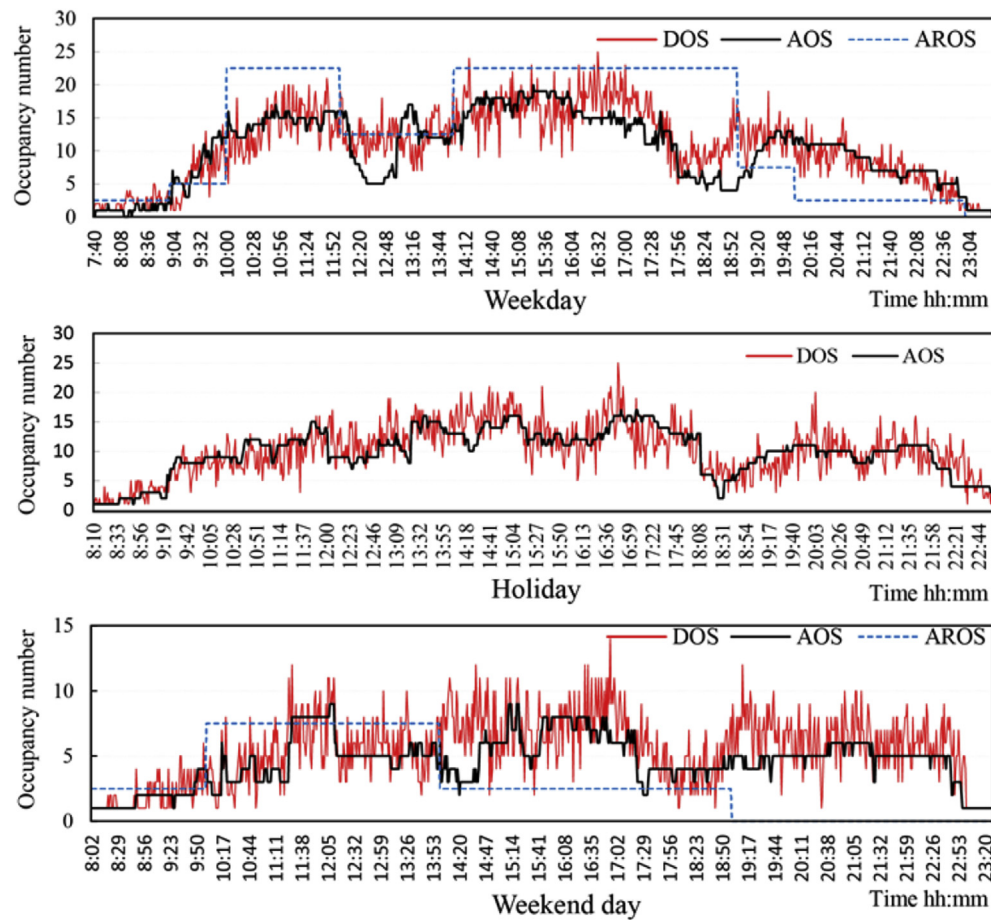 30
25
20
15
10
5
0
Occupancy number
DOS AOS AROS
7:40 8:08 8:36 9:04 9:32 10:00 10:28 10:56 11:24 11:52 12:20 12:48 13:16 13:44 14:12 14:40 15:08 15:36 16:04 16:32 17:00 17:28 17:56 18:24 18:52 19:20 19:48 20:16 20:44 21:12 21:40 22:08 22:36 23:04
Weekday
Time hh:mm
30
25
20
15
10
5
0
Occupancy number
DOS AOS
8:10 8:33 8:56 9:19 9:42 10:05 10:28 10:51 11:14 11:37 12:00 12:23 12:46 13:09 13:32 13:55 14:18 14:41 15:04 15:27 15:50 16:13 16:36 16:59 17:22 17:45 18:08 18:31 18:54 19:17 19:40 20:03 20:26 20:49 21:12 21:35 21:58 22:21 22:44
Holiday
Time hh:mm
15
10
5
0
Occupancy number
DOS AOS AROS
8:02 8:29 8:56 9:23 9:50 10:17 10:44 11:11 11:38 12:05 12:32 12:59 13:26 13:53 14:20 14:47 15:14 15:41 16:08 16:35 17:02 17:29 17:56 18:23 18:50 19:17 19:44 20:11 20:38 21:05 21:32 21:59 22:26 22:53 23:20
Weekend day
Time hh:mm